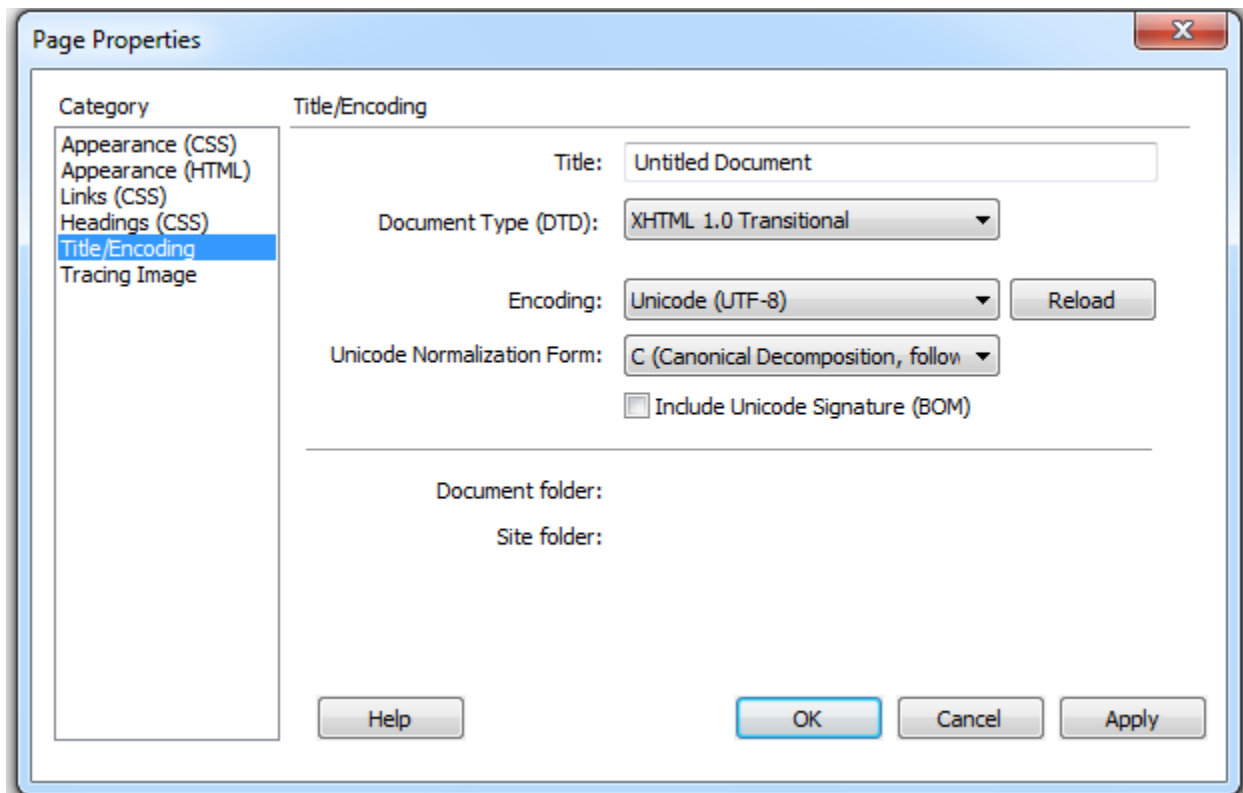 Page Properties
Category
Appearance (CSS)
Appearance (HTML)
Links (CSS)
Headings (CSS)
Title/Encoding
Tracing Image
Title/Encoding
Title: Untitled Document
Document Type (DTD): XHTML 1.0 Transitional
Encoding: Unicode (UTF-8) Reload
Unicode Normalization Form: C (Canonical Decomposition, follow
Include Unicode Signature (BOM)
Document folder:
Site folder:
Help OK Cancel Apply